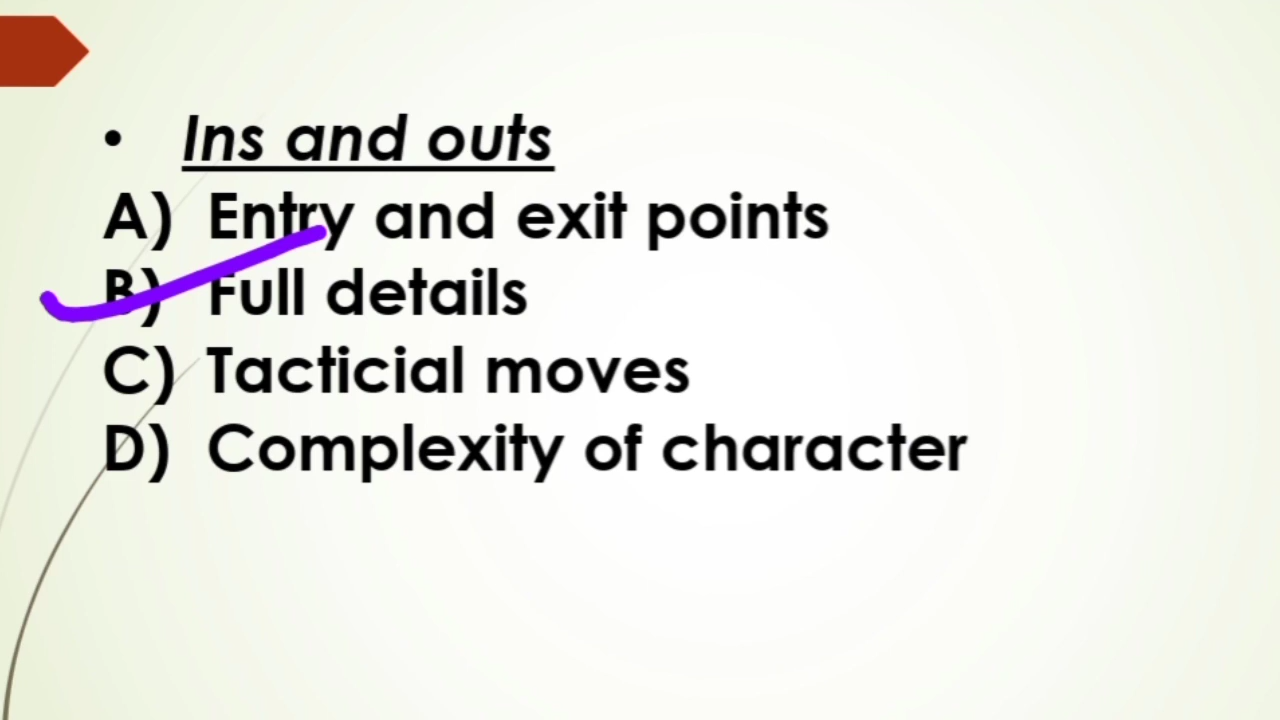 • Ins and outs
A) Entry and exit points
B) Full details
C) Tacticial moves
D) Complexity of character